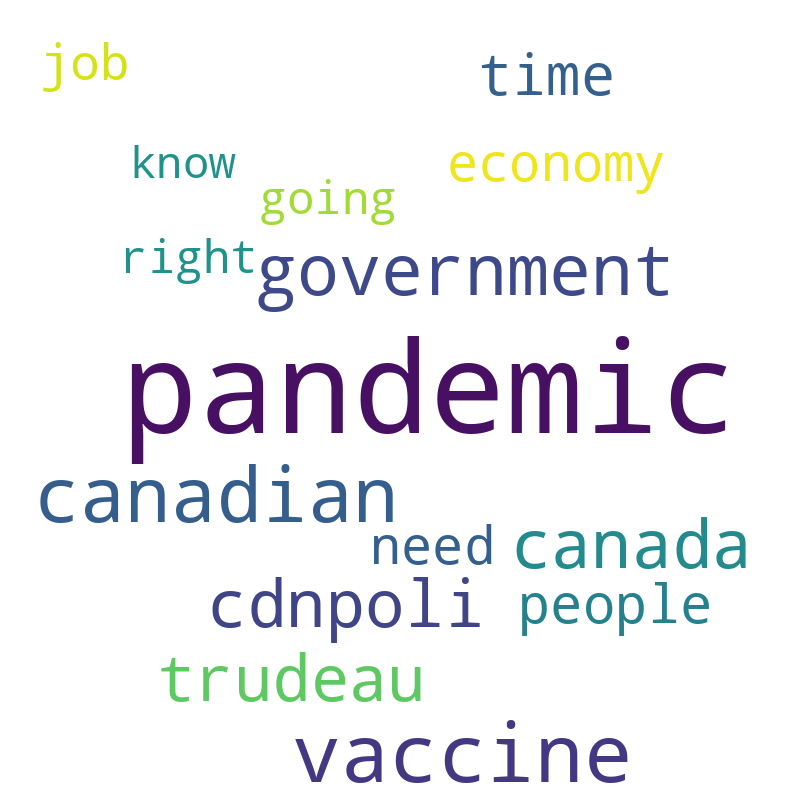 job
time
know
economy
going
right
government
pandemic
canadian
need
canada
cdnpoli
people
trudeau
vaccine